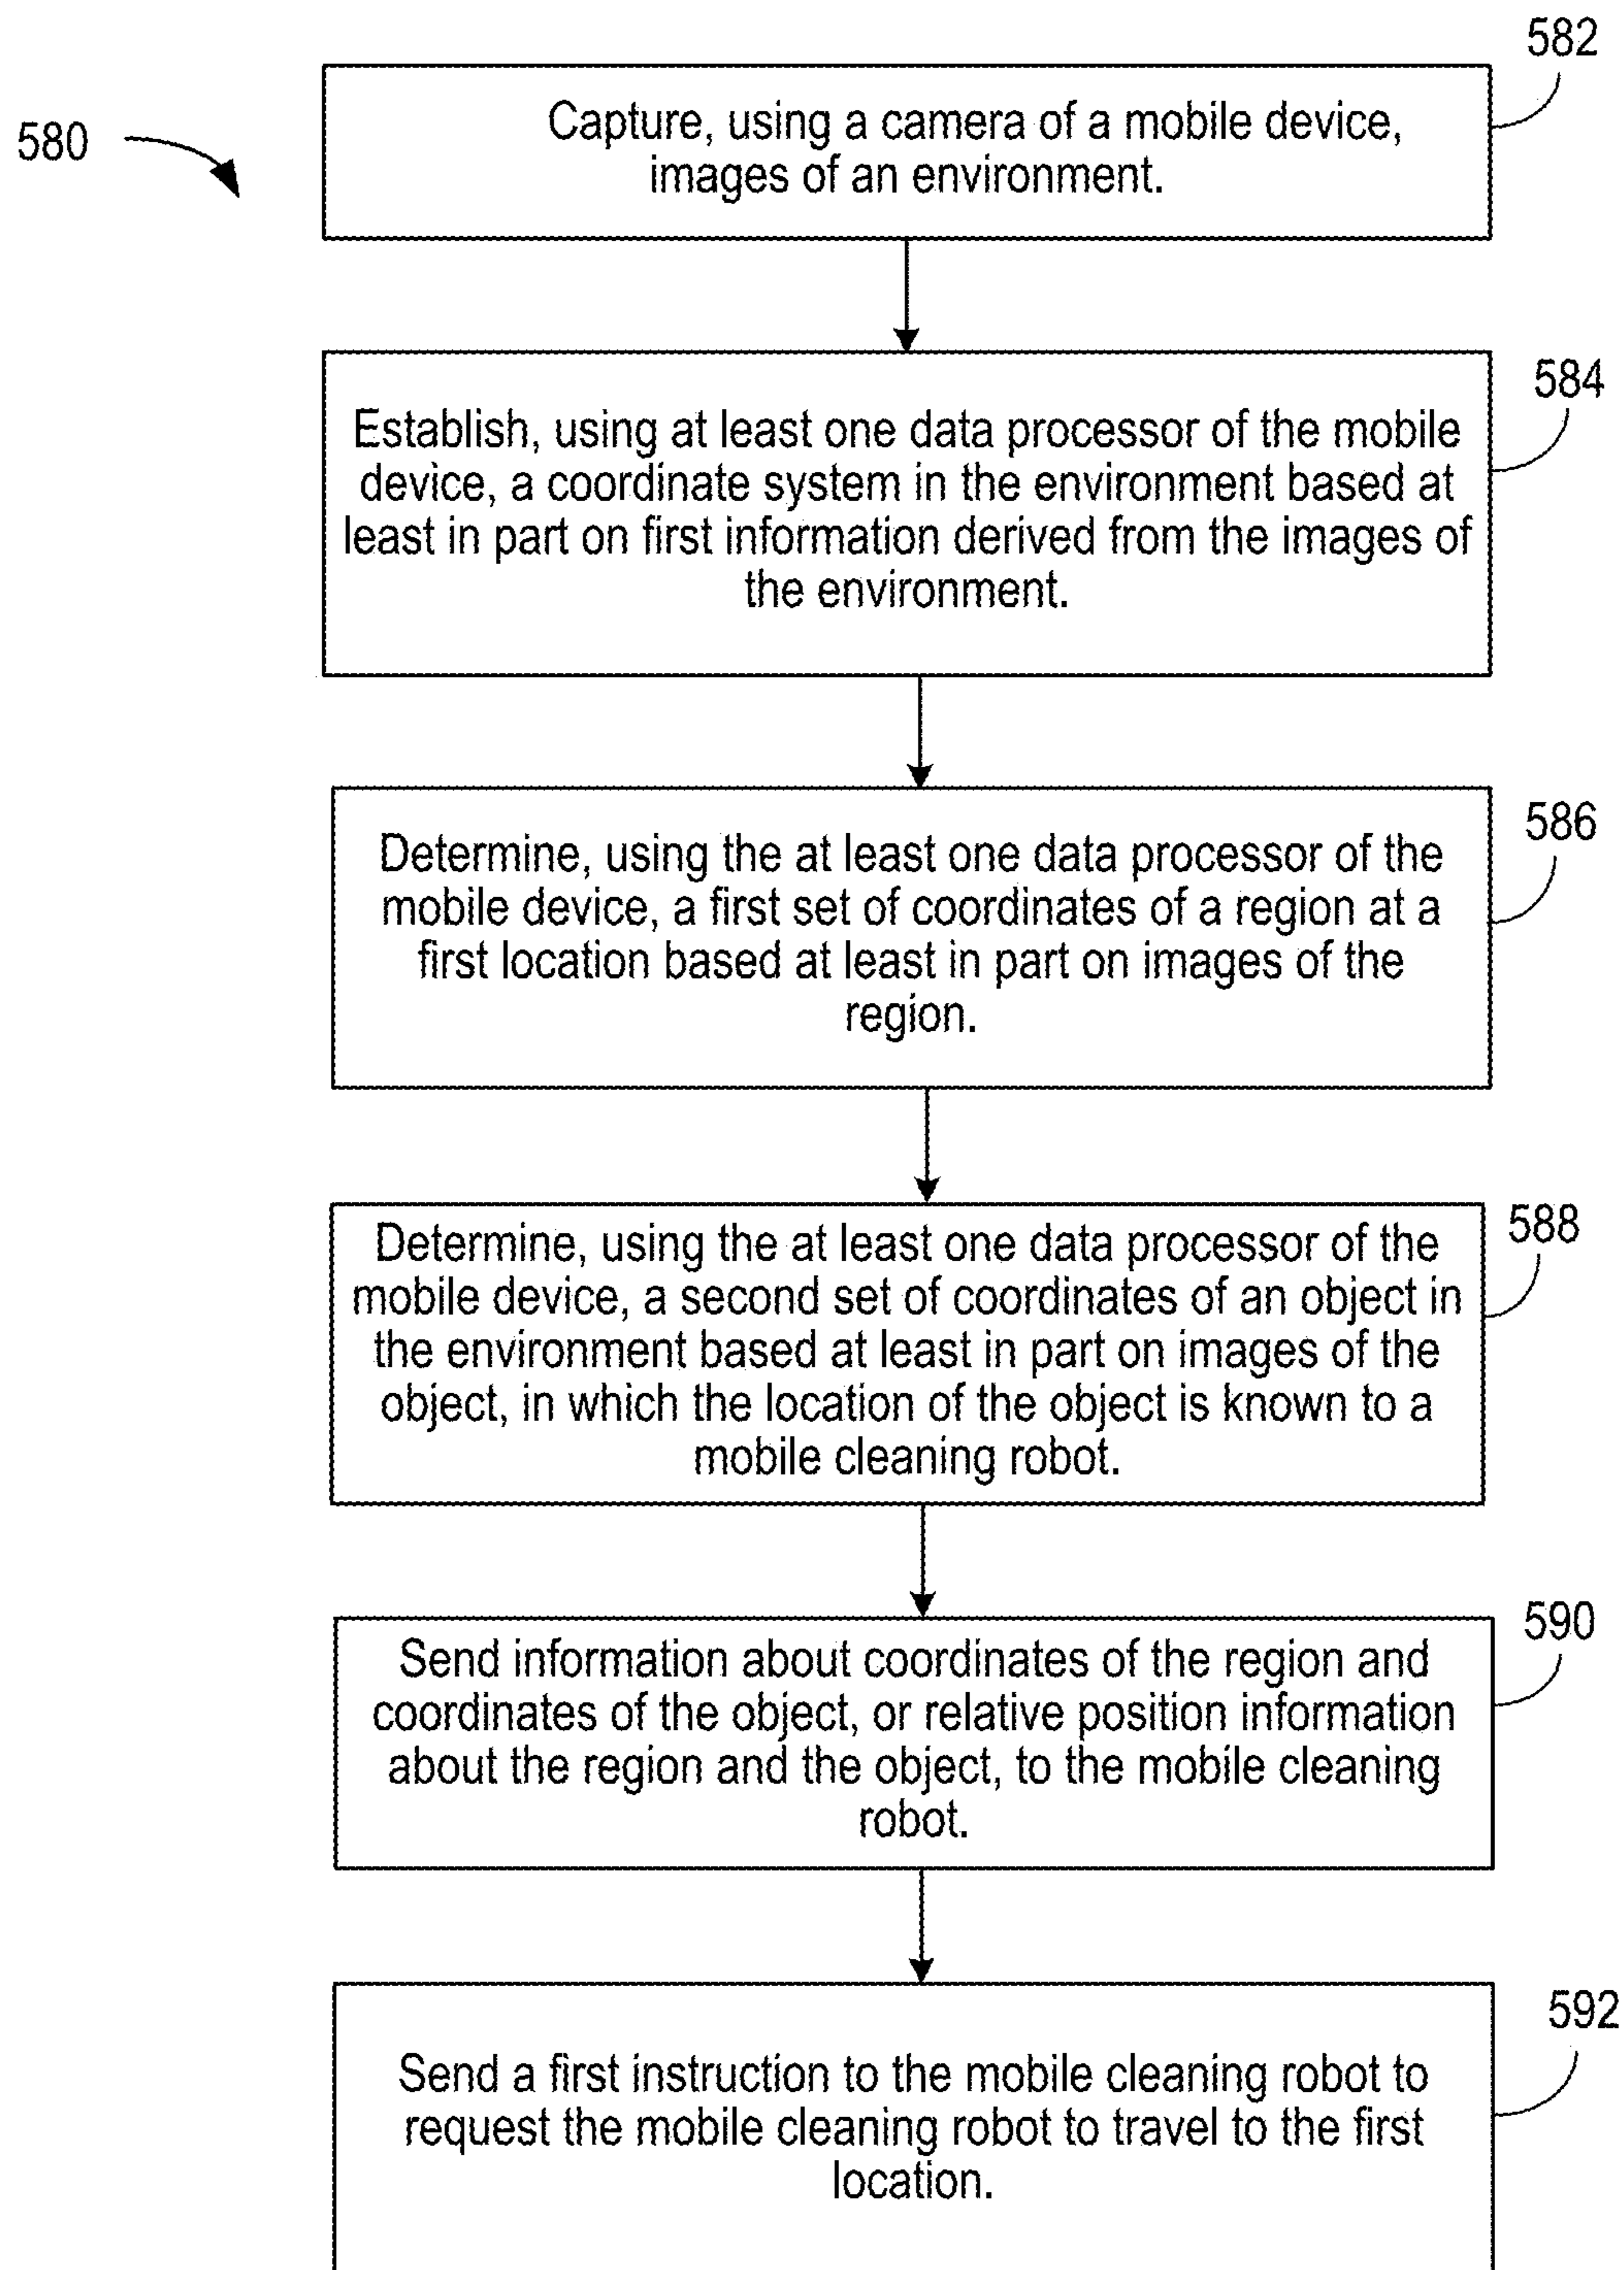 580
582
Capture, using a camera of a mobile device,
images of an environment.
584
Establish, using at least one data processor of the mobile
device, a coordinate system in the environment based at
least in part on first information derived from the images of
the environment.
586
Determine, using the at least one data processor of the
mobile device, a first set of coordinates of a region at a
first location based at least in part on images of the
region.
588
Determine, using the at least one data processor of the
mobile device, a second set of coordinates of an object in
the environment based at least in part on images of the
object, in which the location of the object is known to a
mobile cleaning robot.
590
Send information about coordinates of the region and
coordinates of the object, or relative position information
about the region and the object, to the mobile cleaning
robot.
592
Send a first instruction to the mobile cleaning robot to
request the mobile cleaning robot to travel to the first
location.